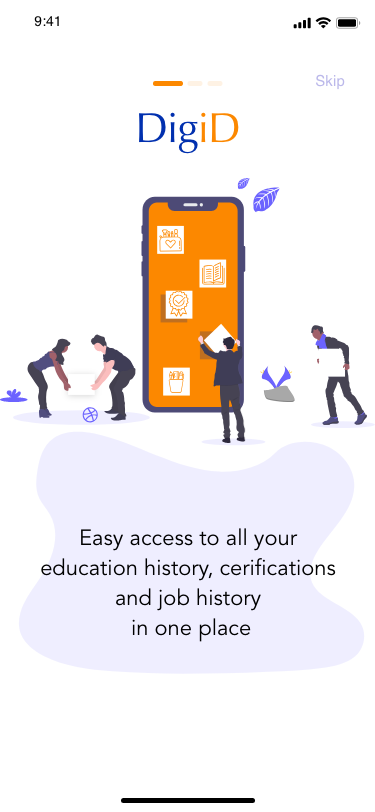 9:41
Skip
DigiD
Easy access to all your
education history, cerifications
and job history
in one place